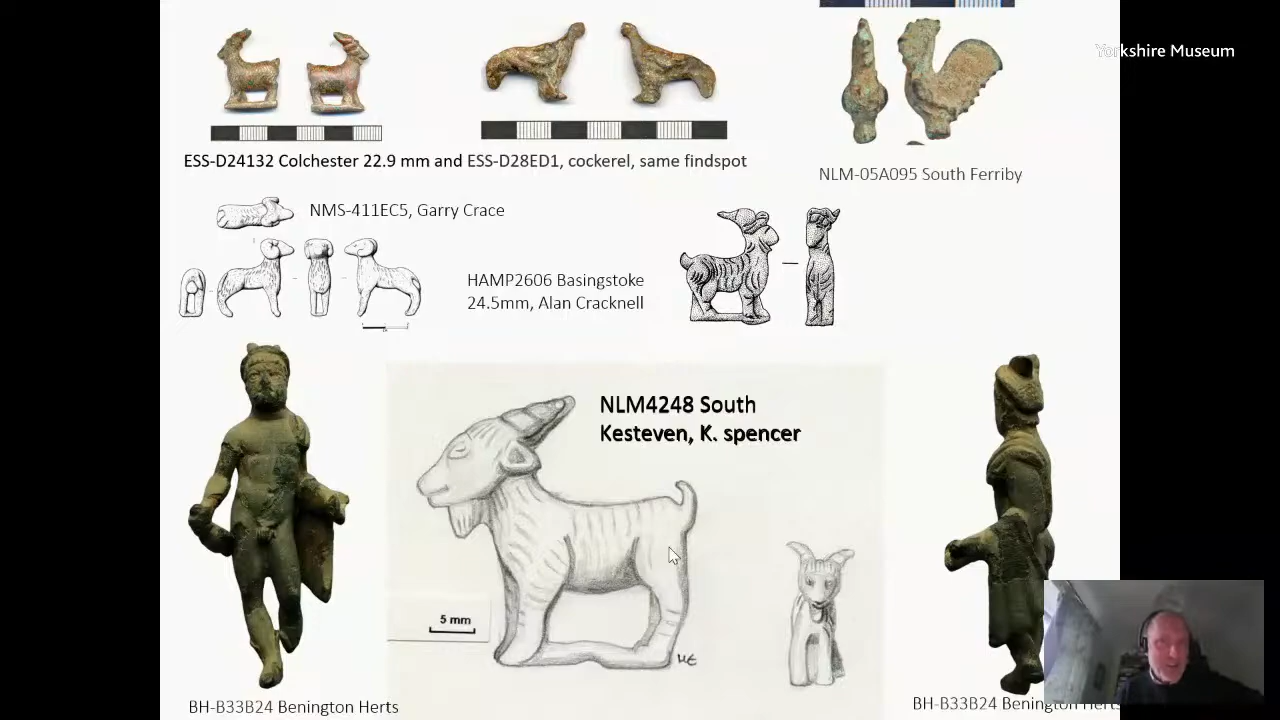 Yorkshire Museum
ESS-D24132 Colchester 22.9 mm and ESS-D28ED1, cockerel, same findspot
NLM-05A095 South Ferriby
NMS-411EC5, Garry Crace
HAMP2606 Basingstoke
24.5mm, Alan Cracknell
NLM4248 South
Kesteven, K. spencer
5 mm
BH-B33B24 Benington Herts
BH-B33B24 Benington Herts